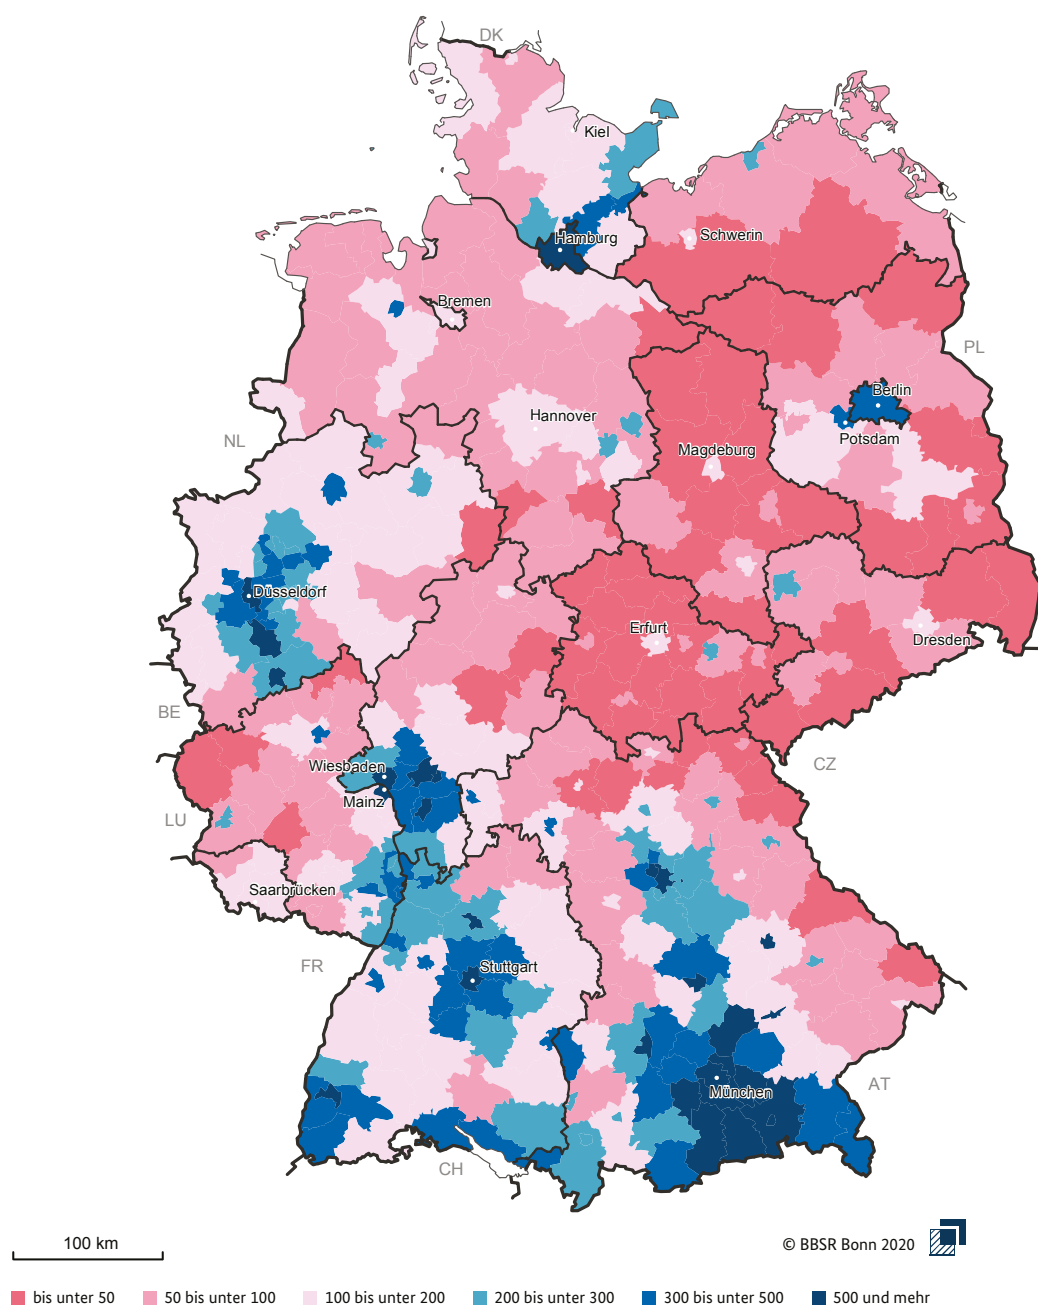 DK
Kiel
Hamburg
Schwerin
Bremen
PL
Berlin
Hannover
NL
Potsdam
Magdeburg
Düsseldorf
Erfurt
Dresden
BE
Wiesbaden
CZ
Mainz
LU
Saarbrücken
FR
Stuttgart
AT
München
CH
100 km
© BBSR Bonn 2020
bis unter 50
50 bis unter 100
100 bis unter 200
200 bis unter 300
300 bis unter 500
500 und mehr